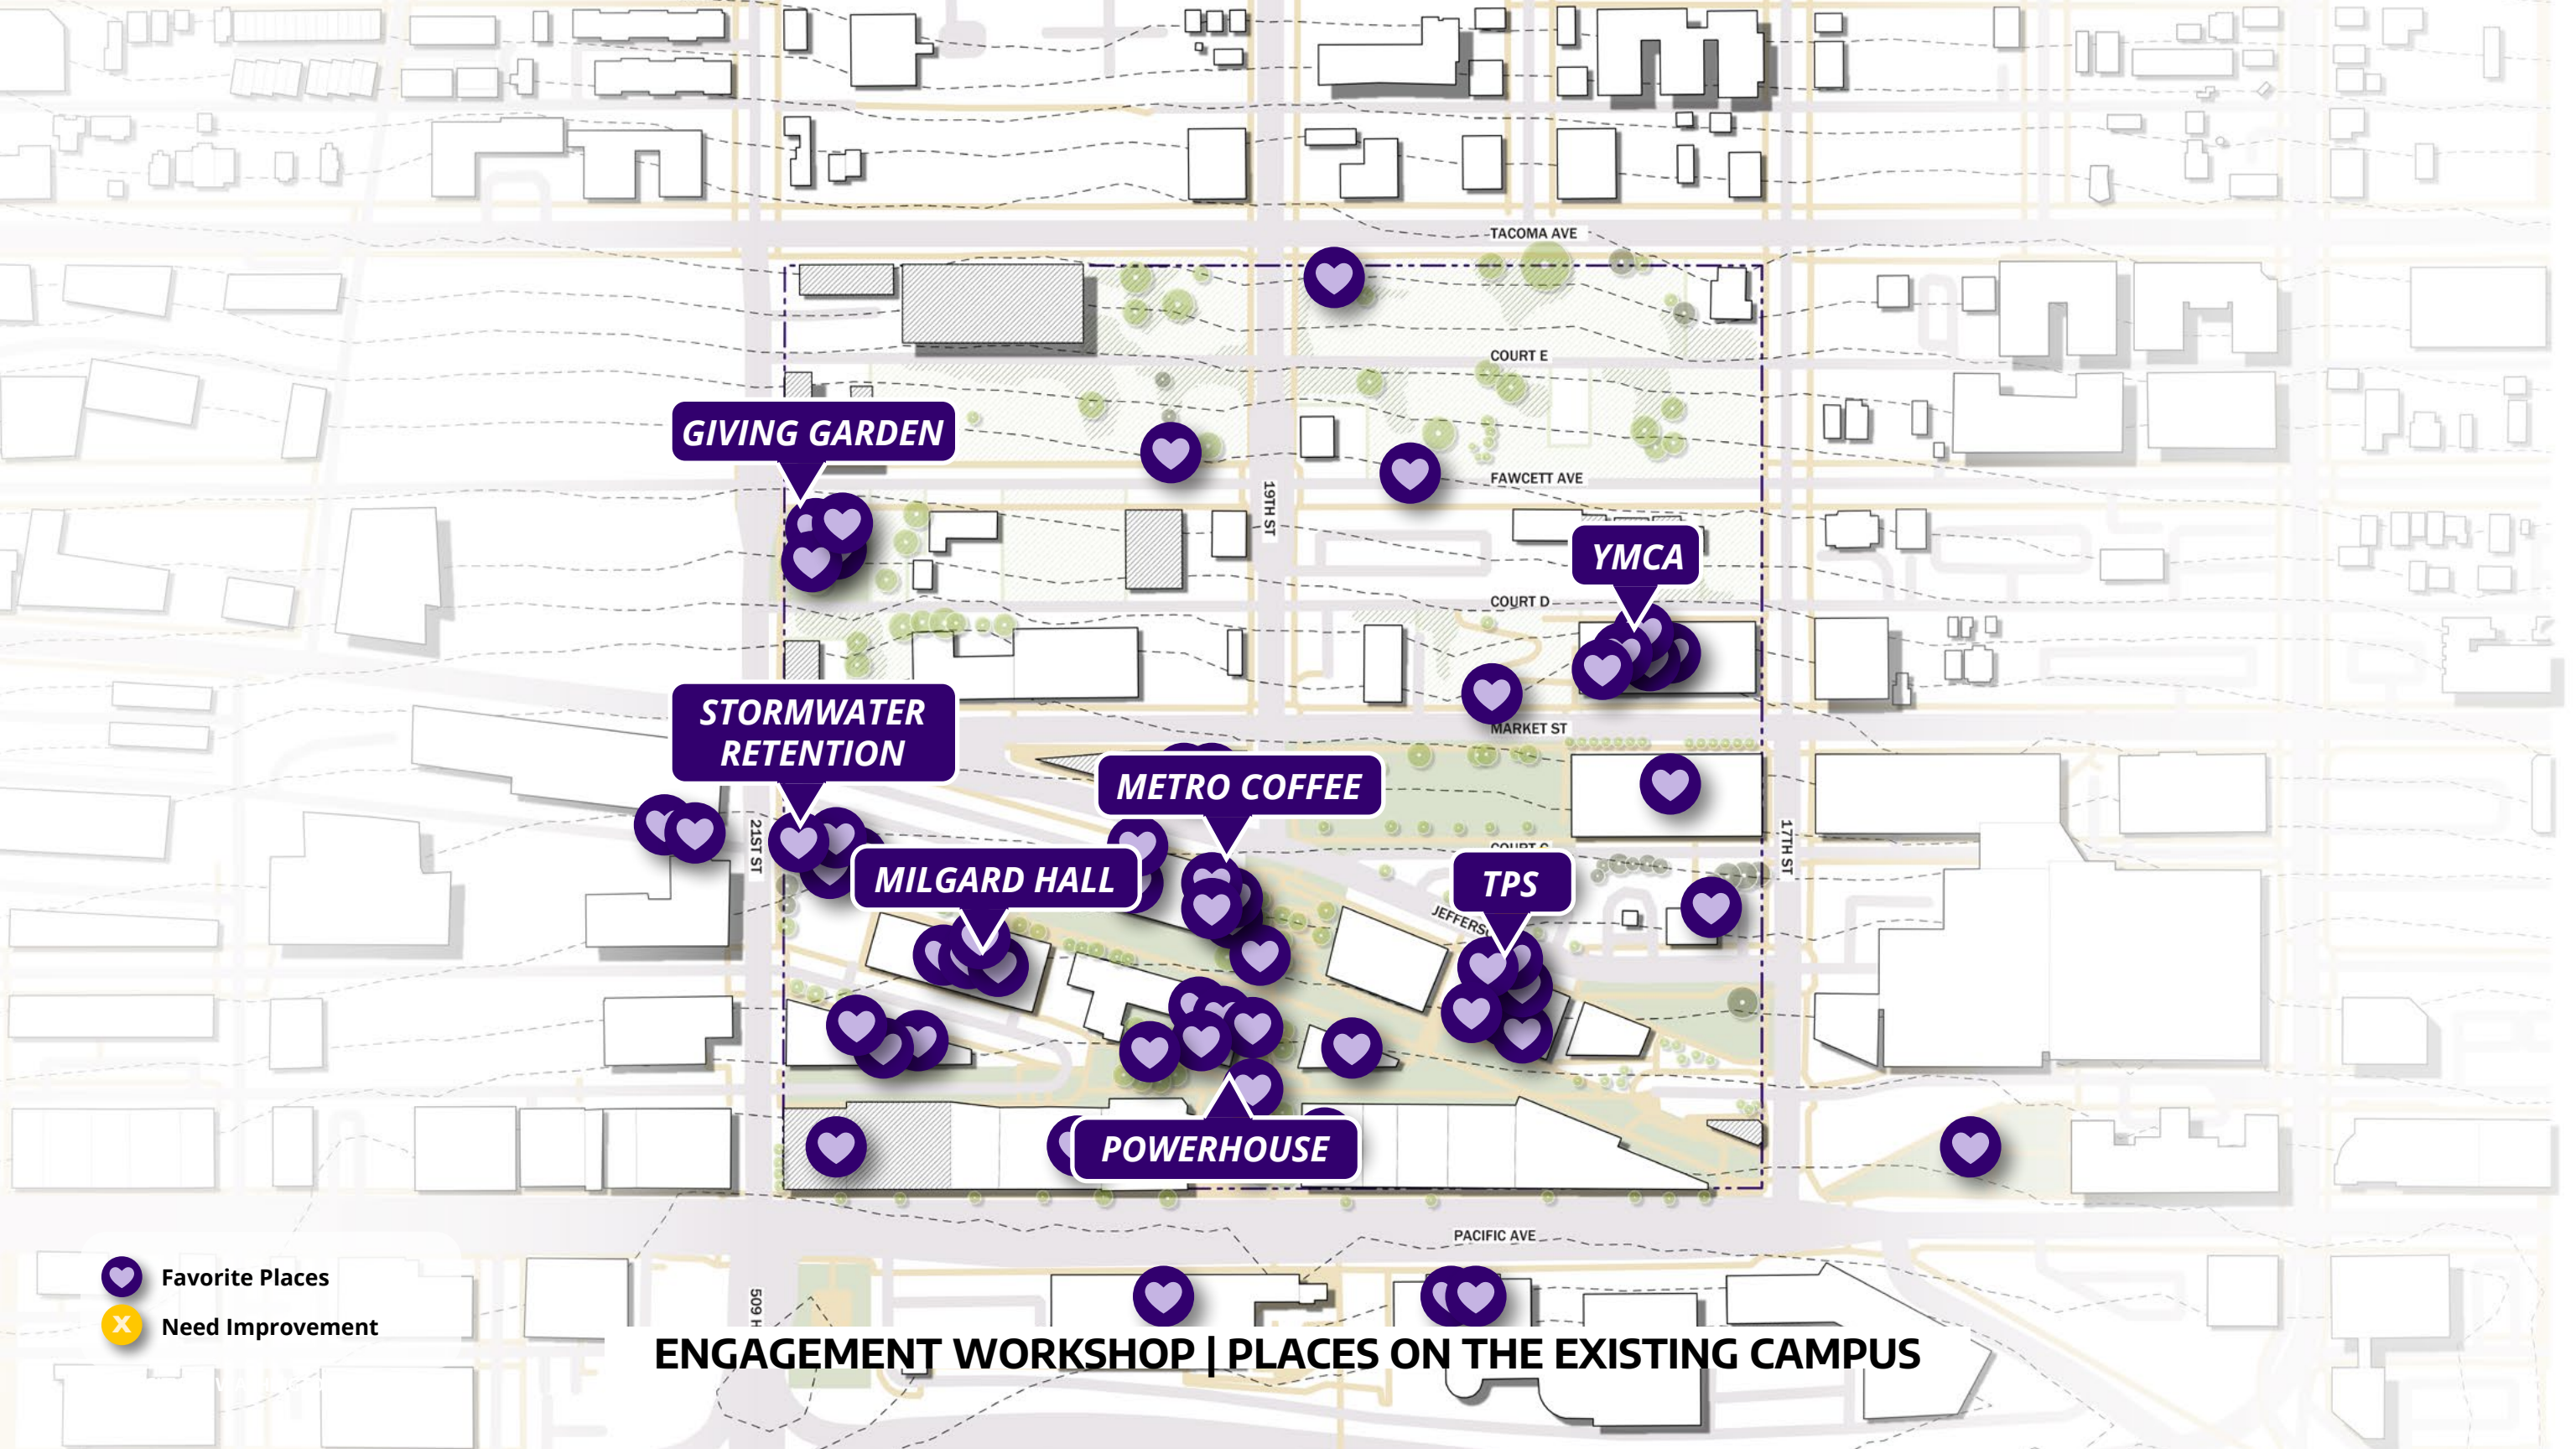 TACOMA AVE
COURT E
GIVING GARDEN
FAWCETT AVE
19TH ST
YMCA
COURT D
STORMWATER
RETENTION
MARKET ST
METRO COFFEE
21ST ST
17TH ST
MILGARD HALL
TPS
POWERHOUSE
PACIFIC AVE
Favorite Places
X
Need Improvement
509 H
ENGAGEMENT WORKSHOP | PLACES ON THE EXISTING CAMPUS